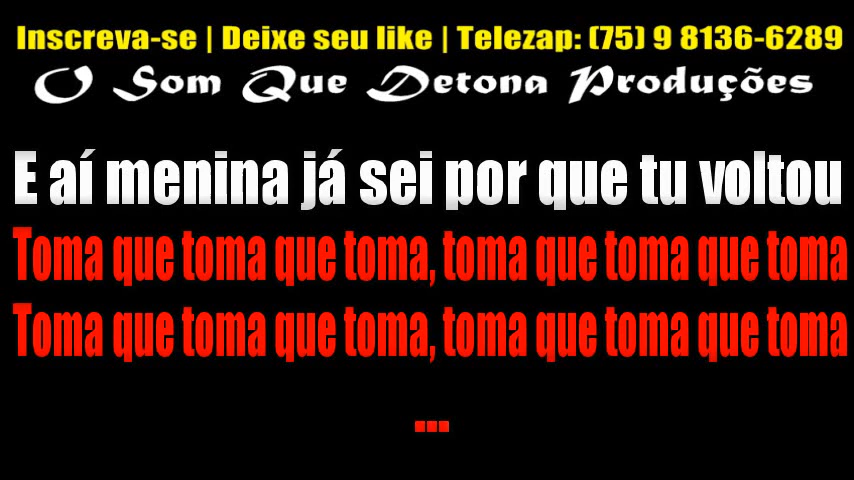 Inscreva-se | Deixe seu like | Telezap: (75) 9 8136-6289
O Som Que Detona Produções
E aí menina já sei por que tu voltou
Toma que toma que toma, toma que toma que toma
Toma que toma que toma, toma que toma que toma
...